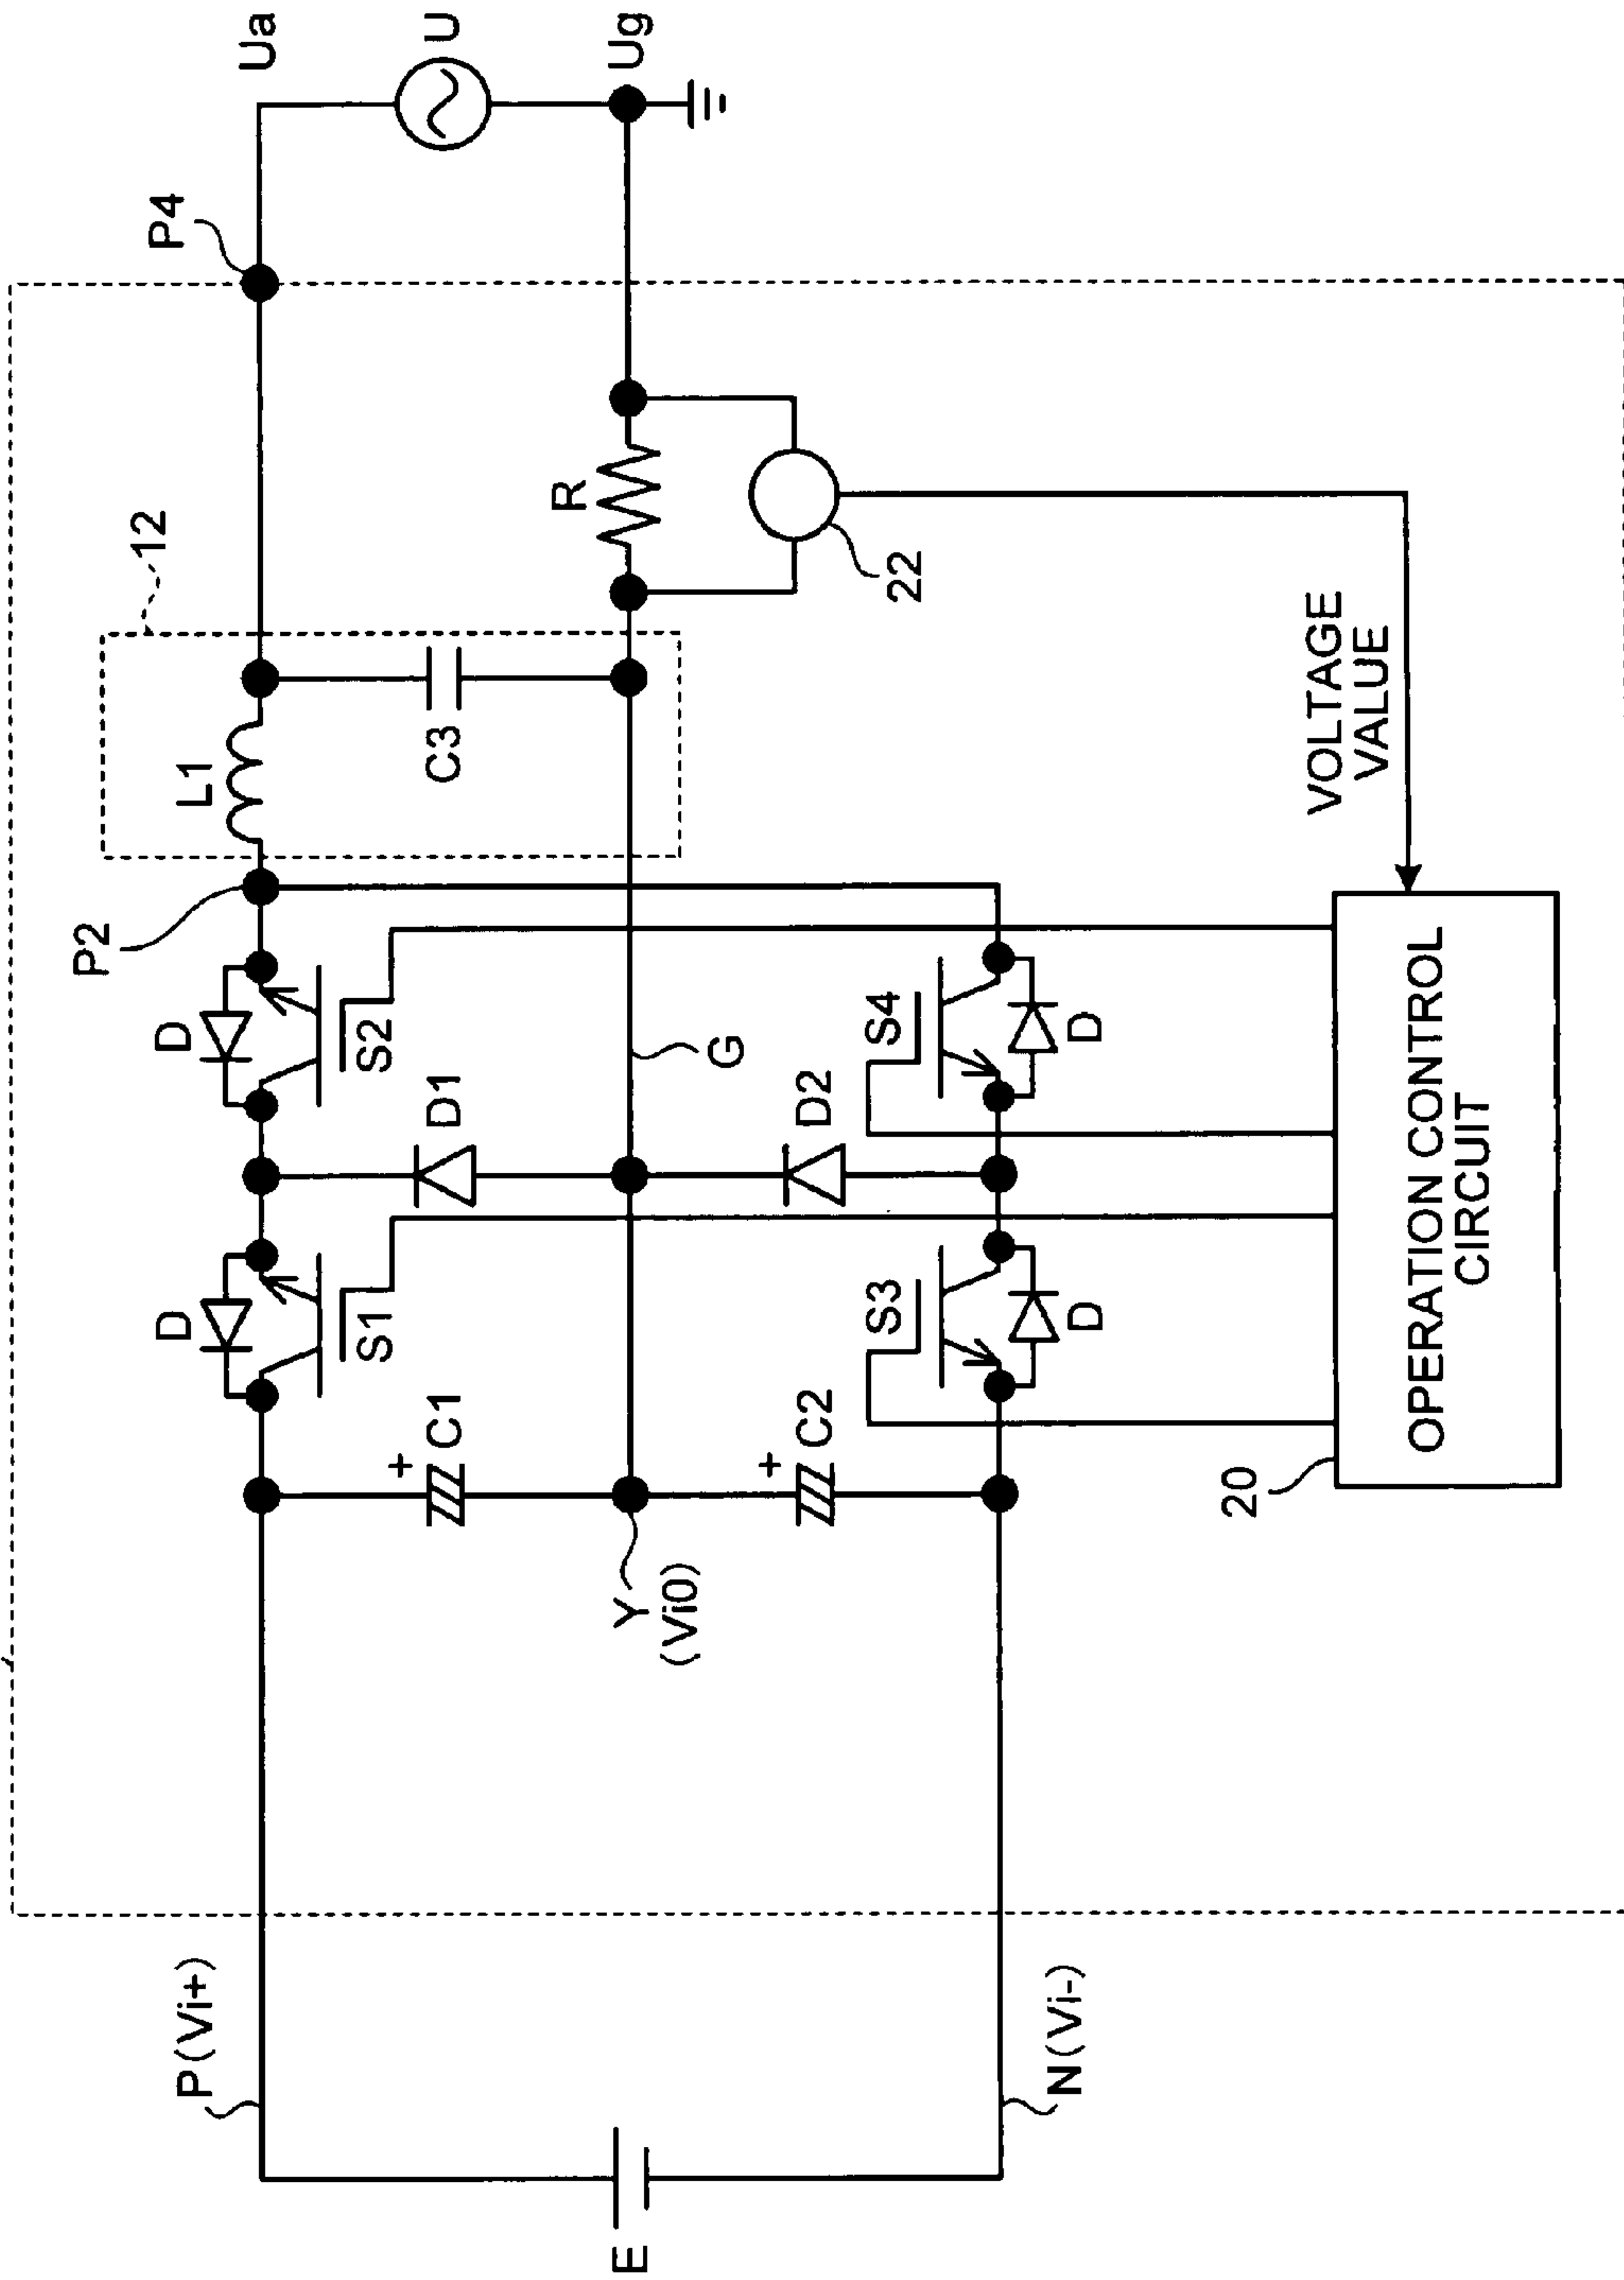 P(Vi+)
E
N(Vi-)
Y
(Vi0)
C1
+
C2
+
D
S1
D
S2
D1
D2
S3
D
S4
D
G
P2
L1
C3
12
R
22
P4
Ua
U
Ug
VOLTAGE
VALUE
20
OPERATION CONTROL
CIRCUIT